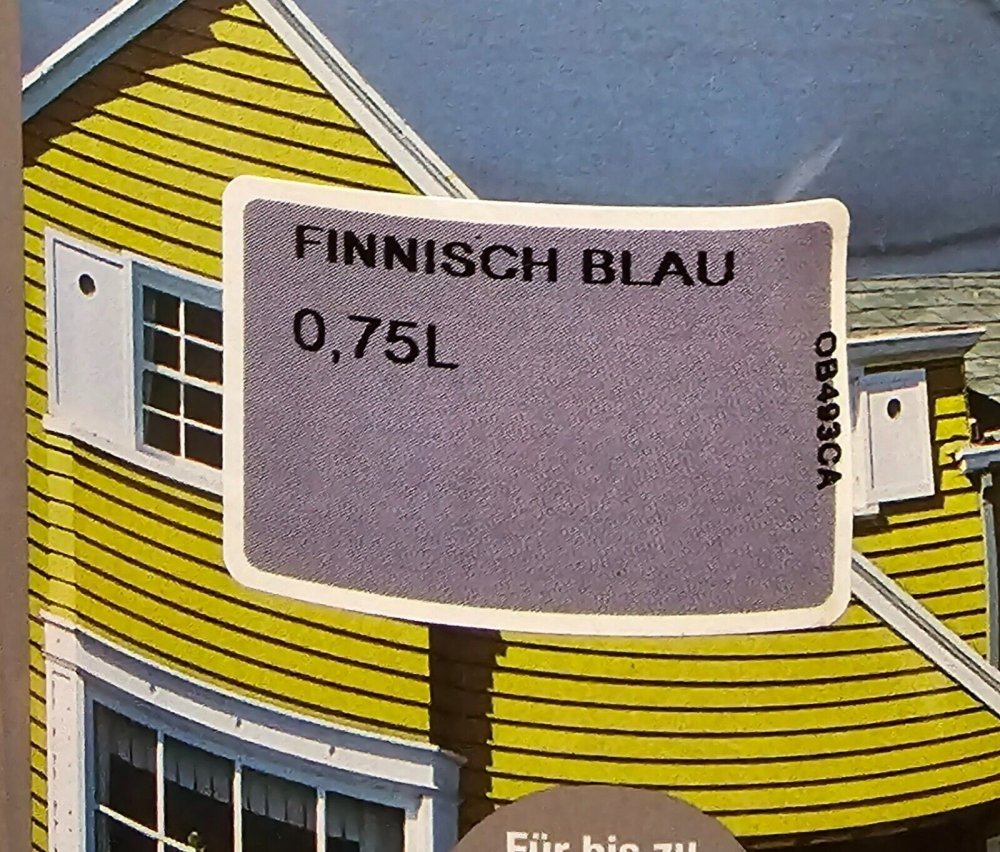 FINNISCH BLAU
0,75L
OB493CA
Für bis zu